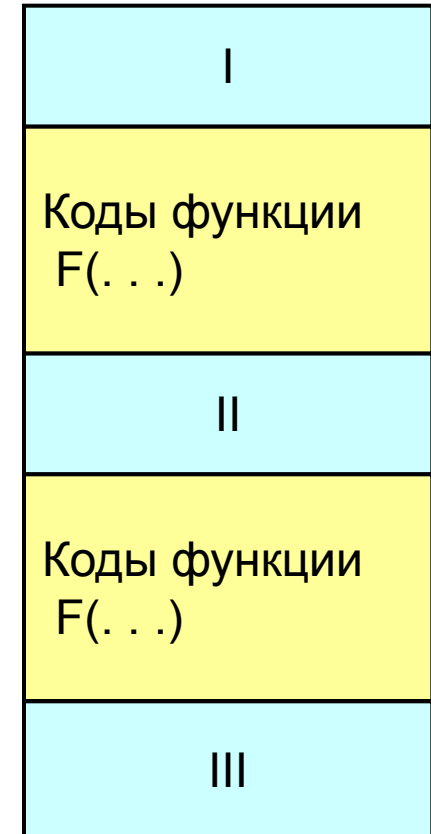 I
Коды функции
F(. . .)
II
Коды функции
F(. . .)
III